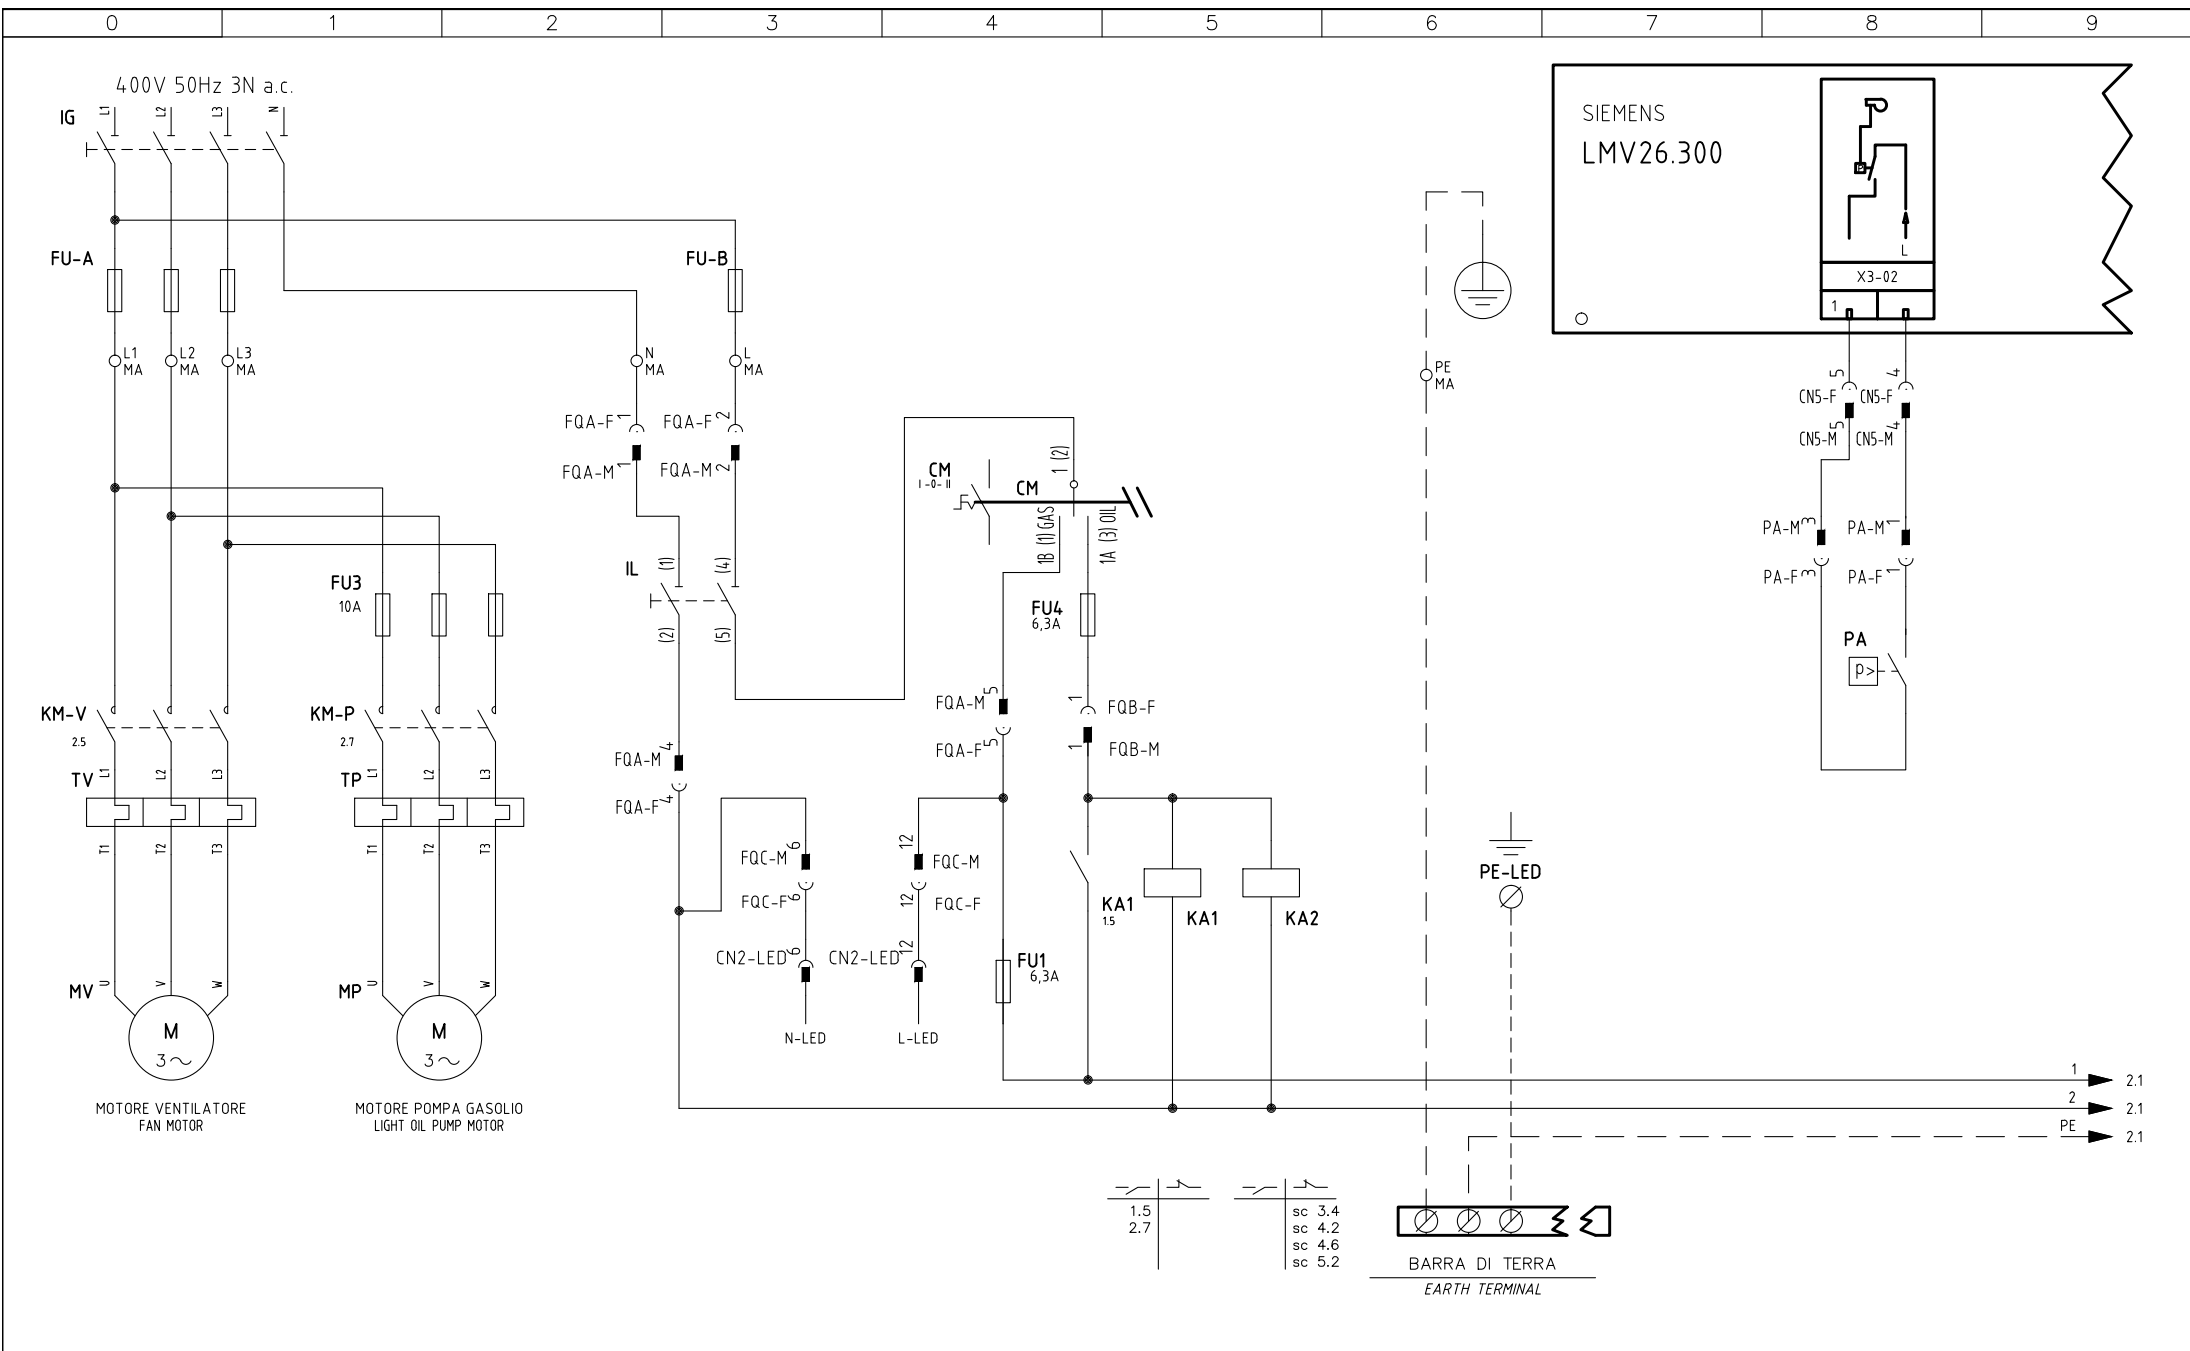 0 1 2 3 4 5 6 7 8 9
400V 50Hz 3N a.c.
IG L1 L2 L3 N
SIEMENS
LMV26.300
P
L
X3-02
1
FU-A FU-B
L1 MA
L2 MA
L3 MA
N MA
L MA
PE MA
FQA-F 1 FQA-F 2
FQA-M 1 FQA-M 2
CN5-F 5 CN5-F 4
CN5-M 5 CN5-M 4
CM
I-0-II
CM
1 (2)
1B (1) GAS
1A (3) OIL
PA-M 3 PA-M 1
PA-F 3 PA-F 1
IL (1) (4)
(2) (5)
FU3
10A
FU4
6,3A
PA
P>
KM-V
2.5
KM-P
2.7
FQA-M 5
FQA-F 5
1 FQB-F
1 FQB-M
FQA-M 4
FQA-F 4
TV L1 L2 L3
TP L1 L2 L3
T1 T2 T3
T1 T2 T3
FQC-M 6
FQC-F 6
CN2-LED 6
N-LED
12 FQC-M
12 FQC-F
CN2-LED 12
L-LED
FU1
6,3A
KA1
1.5
KA1
KA2
PE-LED
MV U V W
M
3~
MP U V W
M
3~
MOTORE VENTILATORE
FAN MOTOR
MOTORE POMPA GASOLIO
LIGHT OIL PUMP MOTOR
1 2.1
2 2.1
PE 2.1
1.5
2.7
sc 3.4
sc 4.2
sc 4.6
sc 5.2
BARRA DI TERRA
EARTH TERMINAL